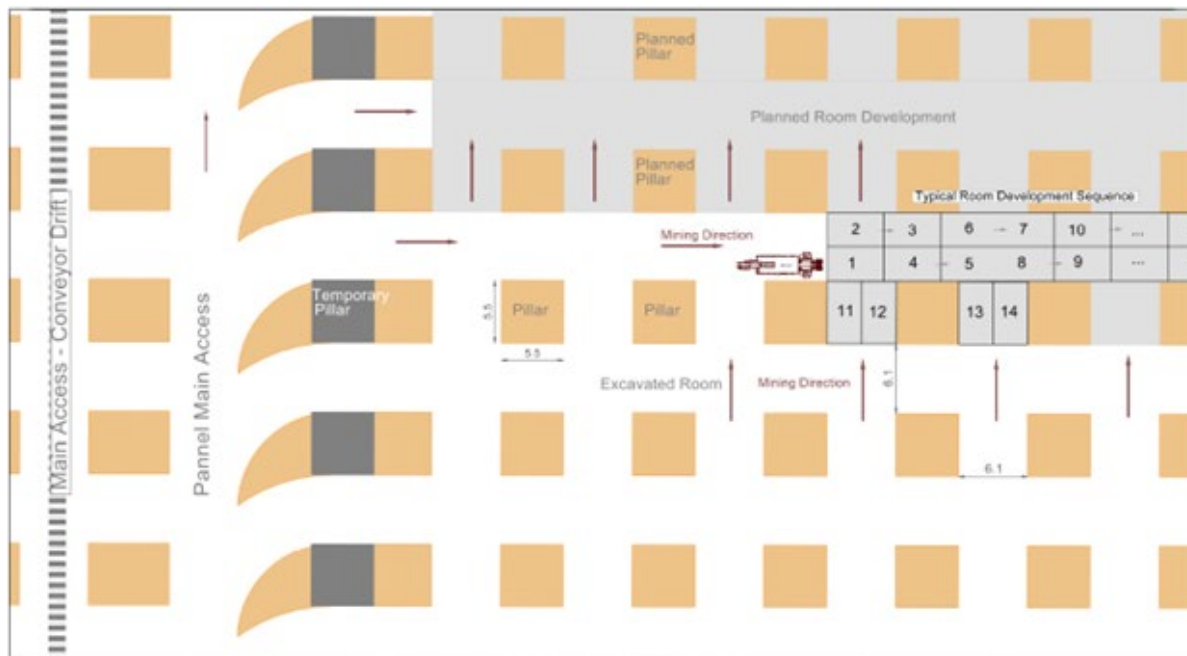 Planned
Pillar
Planned Room Development
Planned
Pillar
Typical Room Development Sequence
Mining Direction
2 3 6 7 10 ...
1 4 5 8 9 ...
Temporary
Pillar
5.5
Pillar
Pillar
11 12 13 14
5.5
Excavated Room
Mining Direction
6.1
6.1
Main Access - Conveyor Drift
Pannel Main Access